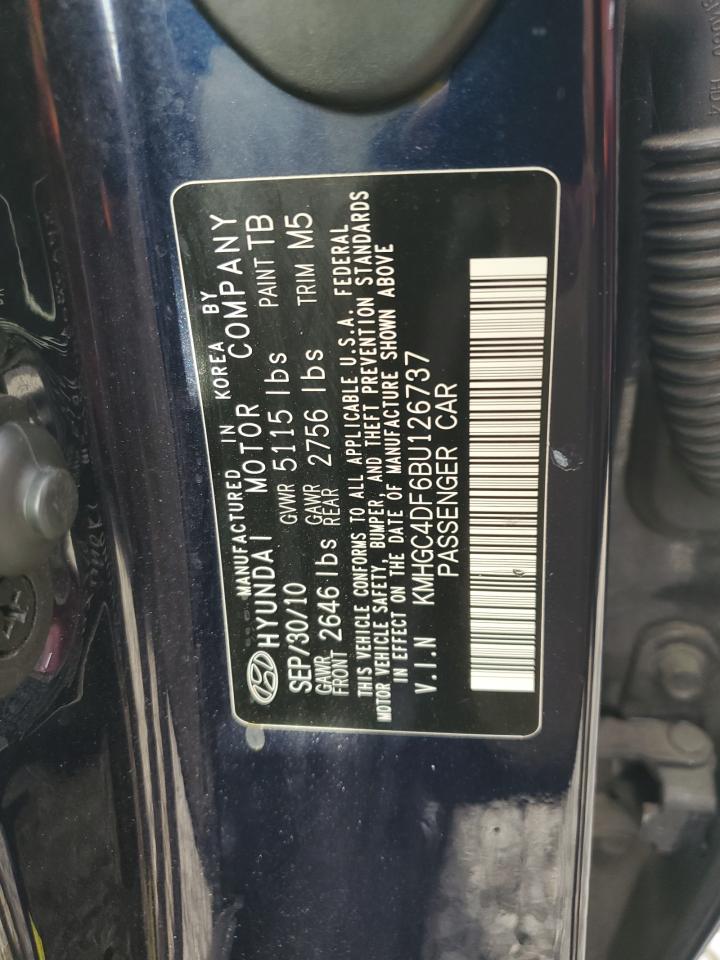 MANUFACTURED IN KOREA BY
HYUNDAI MOTOR COMPANY
SEP/30/10 GVWR 5115 lbs PAINT TB
GAWR FRONT 2646 lbs GAWR REAR 2756 lbs TRIM M5
THIS VEHICLE CONFORMS TO ALL APPLICABLE U.S.A. FEDERAL
MOTOR VEHICLE SAFETY, BUMPER, AND THEFT PREVENTION STANDARDS
IN EFFECT ON THE DATE OF MANUFACTURE SHOWN ABOVE
V.I.N KMHGC4DF6BU126737
PASSENGER CAR